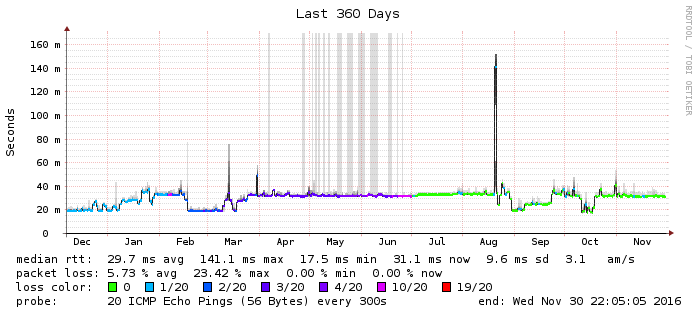 Last 360 Days
RRDTOOL / TOBI OETIKER
Seconds
160 m
140 m
120 m
100 m
80 m
60 m
40 m
20 m
0
Dec Jan Feb Mar Apr May Jun Jul Aug Sep Oct Nov
median rtt: 29.7 ms avg 141.1 ms max 17.5 ms min 31.1 ms now 9.6 ms sd 3.1 am/s
packet loss: 5.73 % avg 23.42 % max 0.00 % min 0.00 % now
loss color: 0 1/20 2/20 3/20 4/20 10/20 19/20
probe: 20 ICMP Echo Pings (56 Bytes) every 300s end: Wed Nov 30 22:05:05 2016